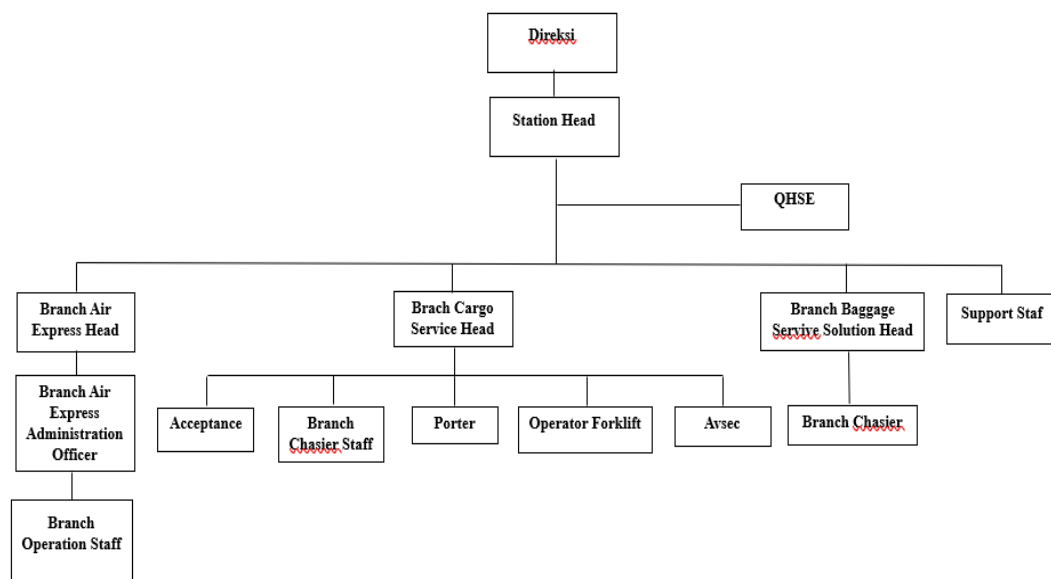 Direksi
Station Head
QHSE
Branch Air
Express Head
Brach Cargo
Service Head
Branch Baggage
Servive Solution Head
Support Staf
Branch Air
Express
Administration
Officer
Acceptance
Branch
Chasier Staff
Porter
Operator Forklift
Avsec
Branch Chasier
Branch
Operation Staff